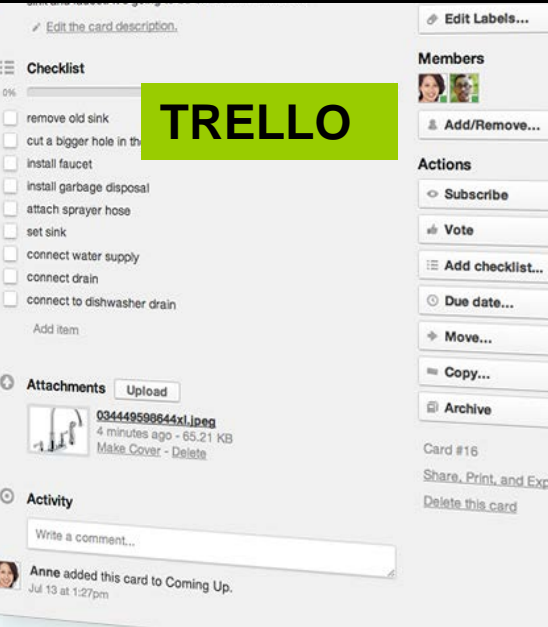 Edit the card description.
Checklist
0%
TRELLO
remove old sink
cut a bigger hole in th
install faucet
install garbage disposal
attach sprayer hose
set sink
connect water supply
connect drain
connect to dishwasher drain
Add item
Attachments Upload
034449598644xl.jpeg
4 minutes ago - 65.21 KB
Make Cover - Delete
Activity
Write a comment...
Anne added this card to Coming Up.
Jul 13 at 1:27pm
Edit Labels...
Members
Add/Remove...
Actions
Subscribe
Vote
Add checklist...
Due date...
Move...
Copy...
Archive
Card #16
Share, Print, and Exp
Delete this card